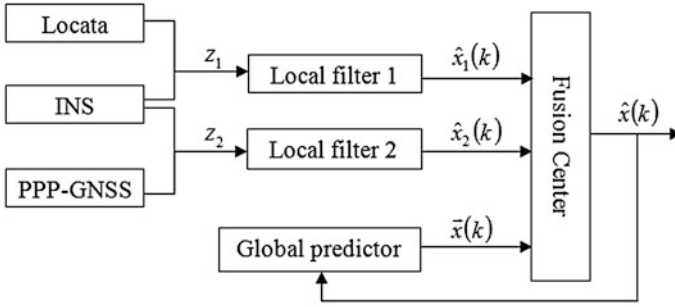 Locata
INS
PPP-GNSS
z₁
z₂
Local filter 1
Local filter 2
Global predictor
x̂₁(k)
x̂₂(k)
x̄(k)
Fusion Center
x̂(k)